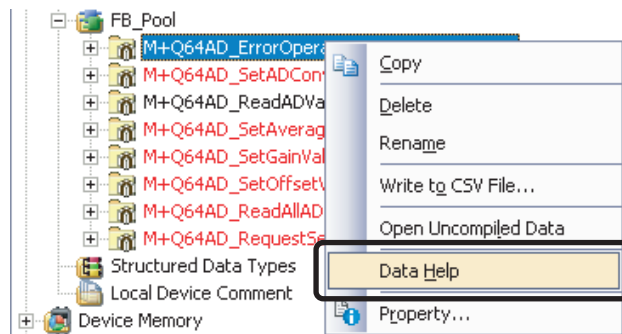 FB_Pool
M+Q64AD_ErrorOpera
M+Q64AD_SetADCon
M+Q64AD_ReadADVa
M+Q64AD_SetAverag
M+Q64AD_SetGainVal
M+Q64AD_SetOffset
M+Q64AD_ReadAllAD
M+Q64AD_RequestSe
Structured Data Types
Local Device Comment
Device Memory
Copy
Delete
Rename
Write to CSV File...
Open Uncompiled Data
Data Help
Property...